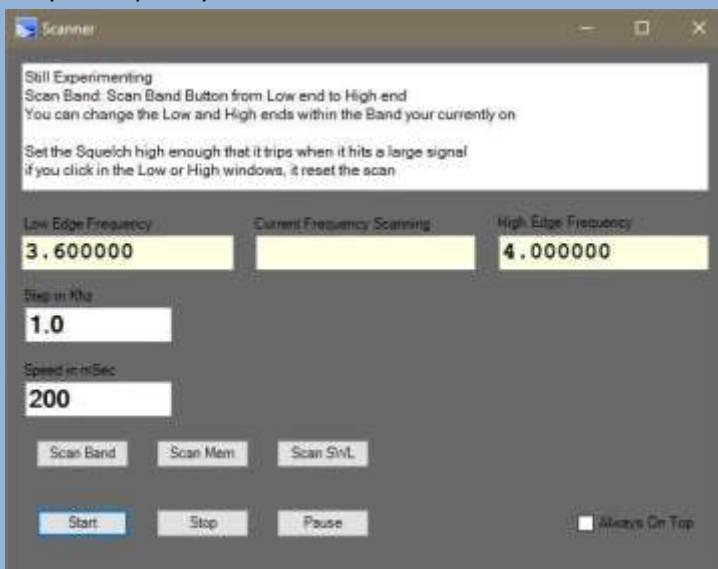 Scanner
Still Experimenting
Scan Band: Scan Band Button from Low end to High end
You can change the Low and High ends within the Band your currently on
Set the Squelch high enough that it trips when it hits a large signal
if you click in the Low or High windows, it reset the scan
Low Edge Frequency Current Frequency Scanning High Edge Frequency
3.600000 4.000000
Step in Khz
1.0
Speed in mSec
200
Scan Band Scan Mem Scan SWL
Start Stop Pause Always On Top